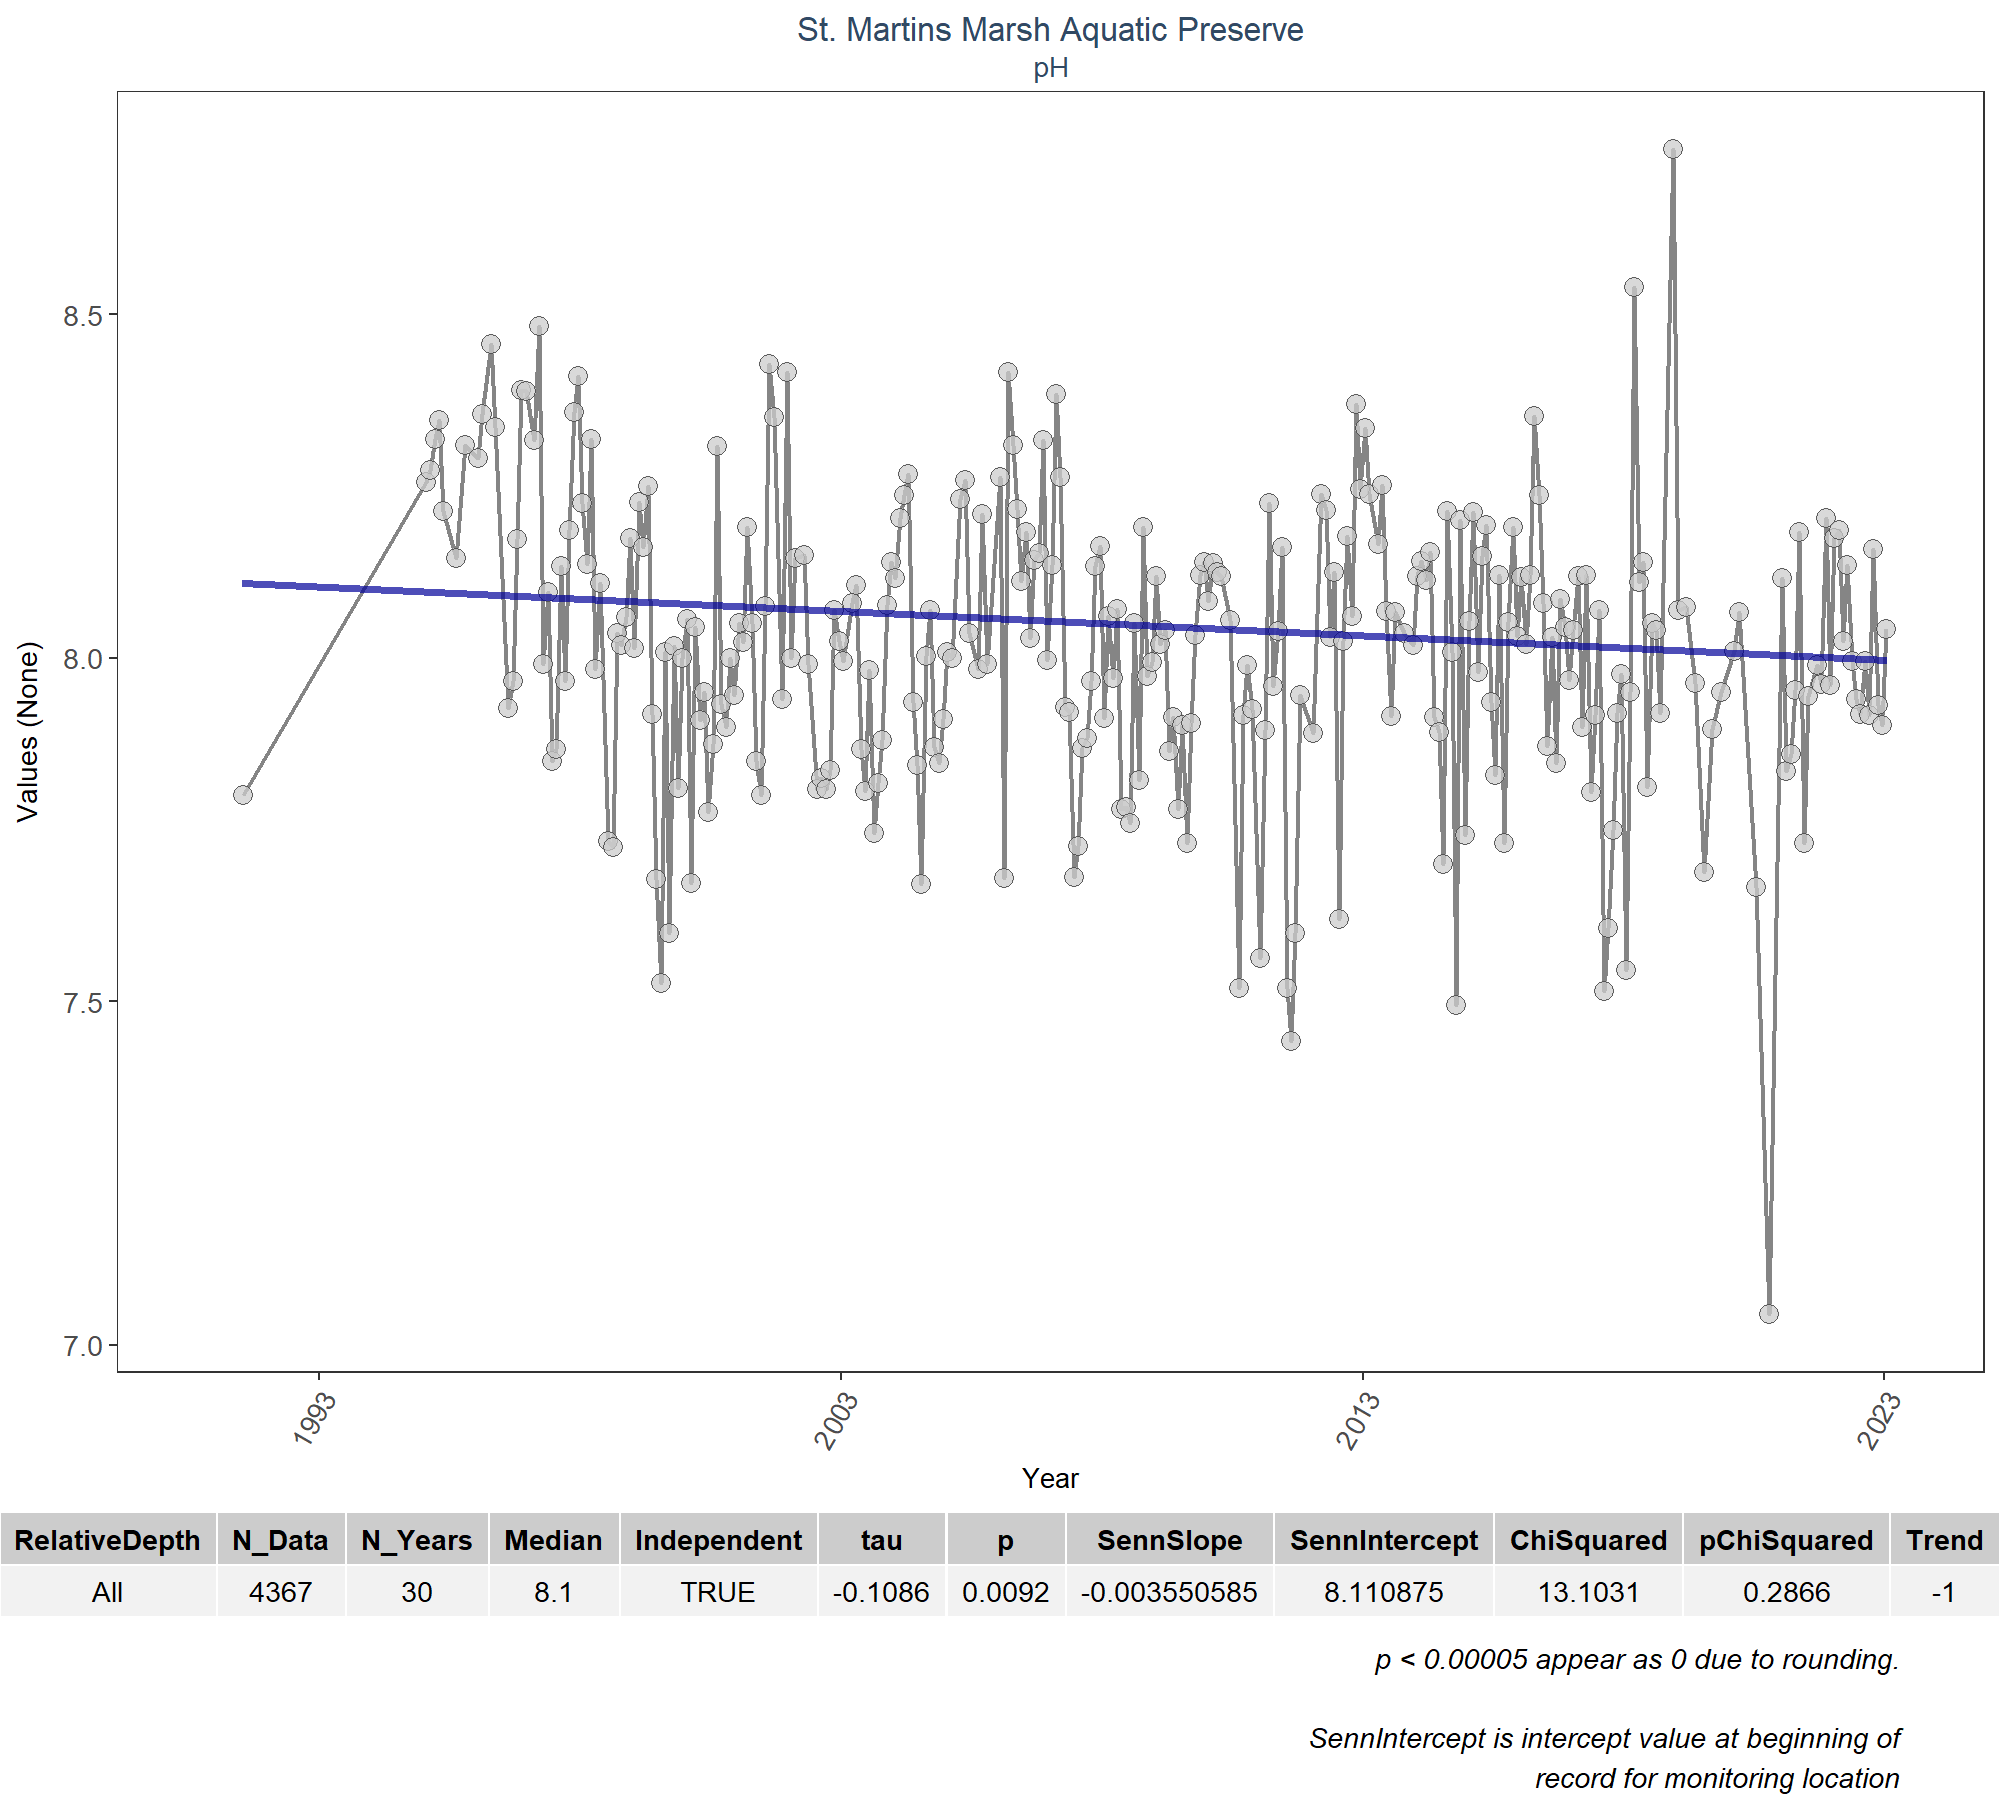 St. Martins Marsh Aquatic Preserve
pH
Values (None)
8.5
8.0
7.5
7.0
1993
2003
2013
2023
Year
RelativeDepth N_Data N_Years Median Independent tau p SennSlope SennIntercept ChiSquared pChiSquared Trend
All 4367 30 8.1 TRUE -0.1086 0.0092 -0.003550585 8.110875 13.1031 0.2866 -1
p < 0.00005 appear as 0 due to rounding.
SennIntercept is intercept value at beginning of
record for monitoring location